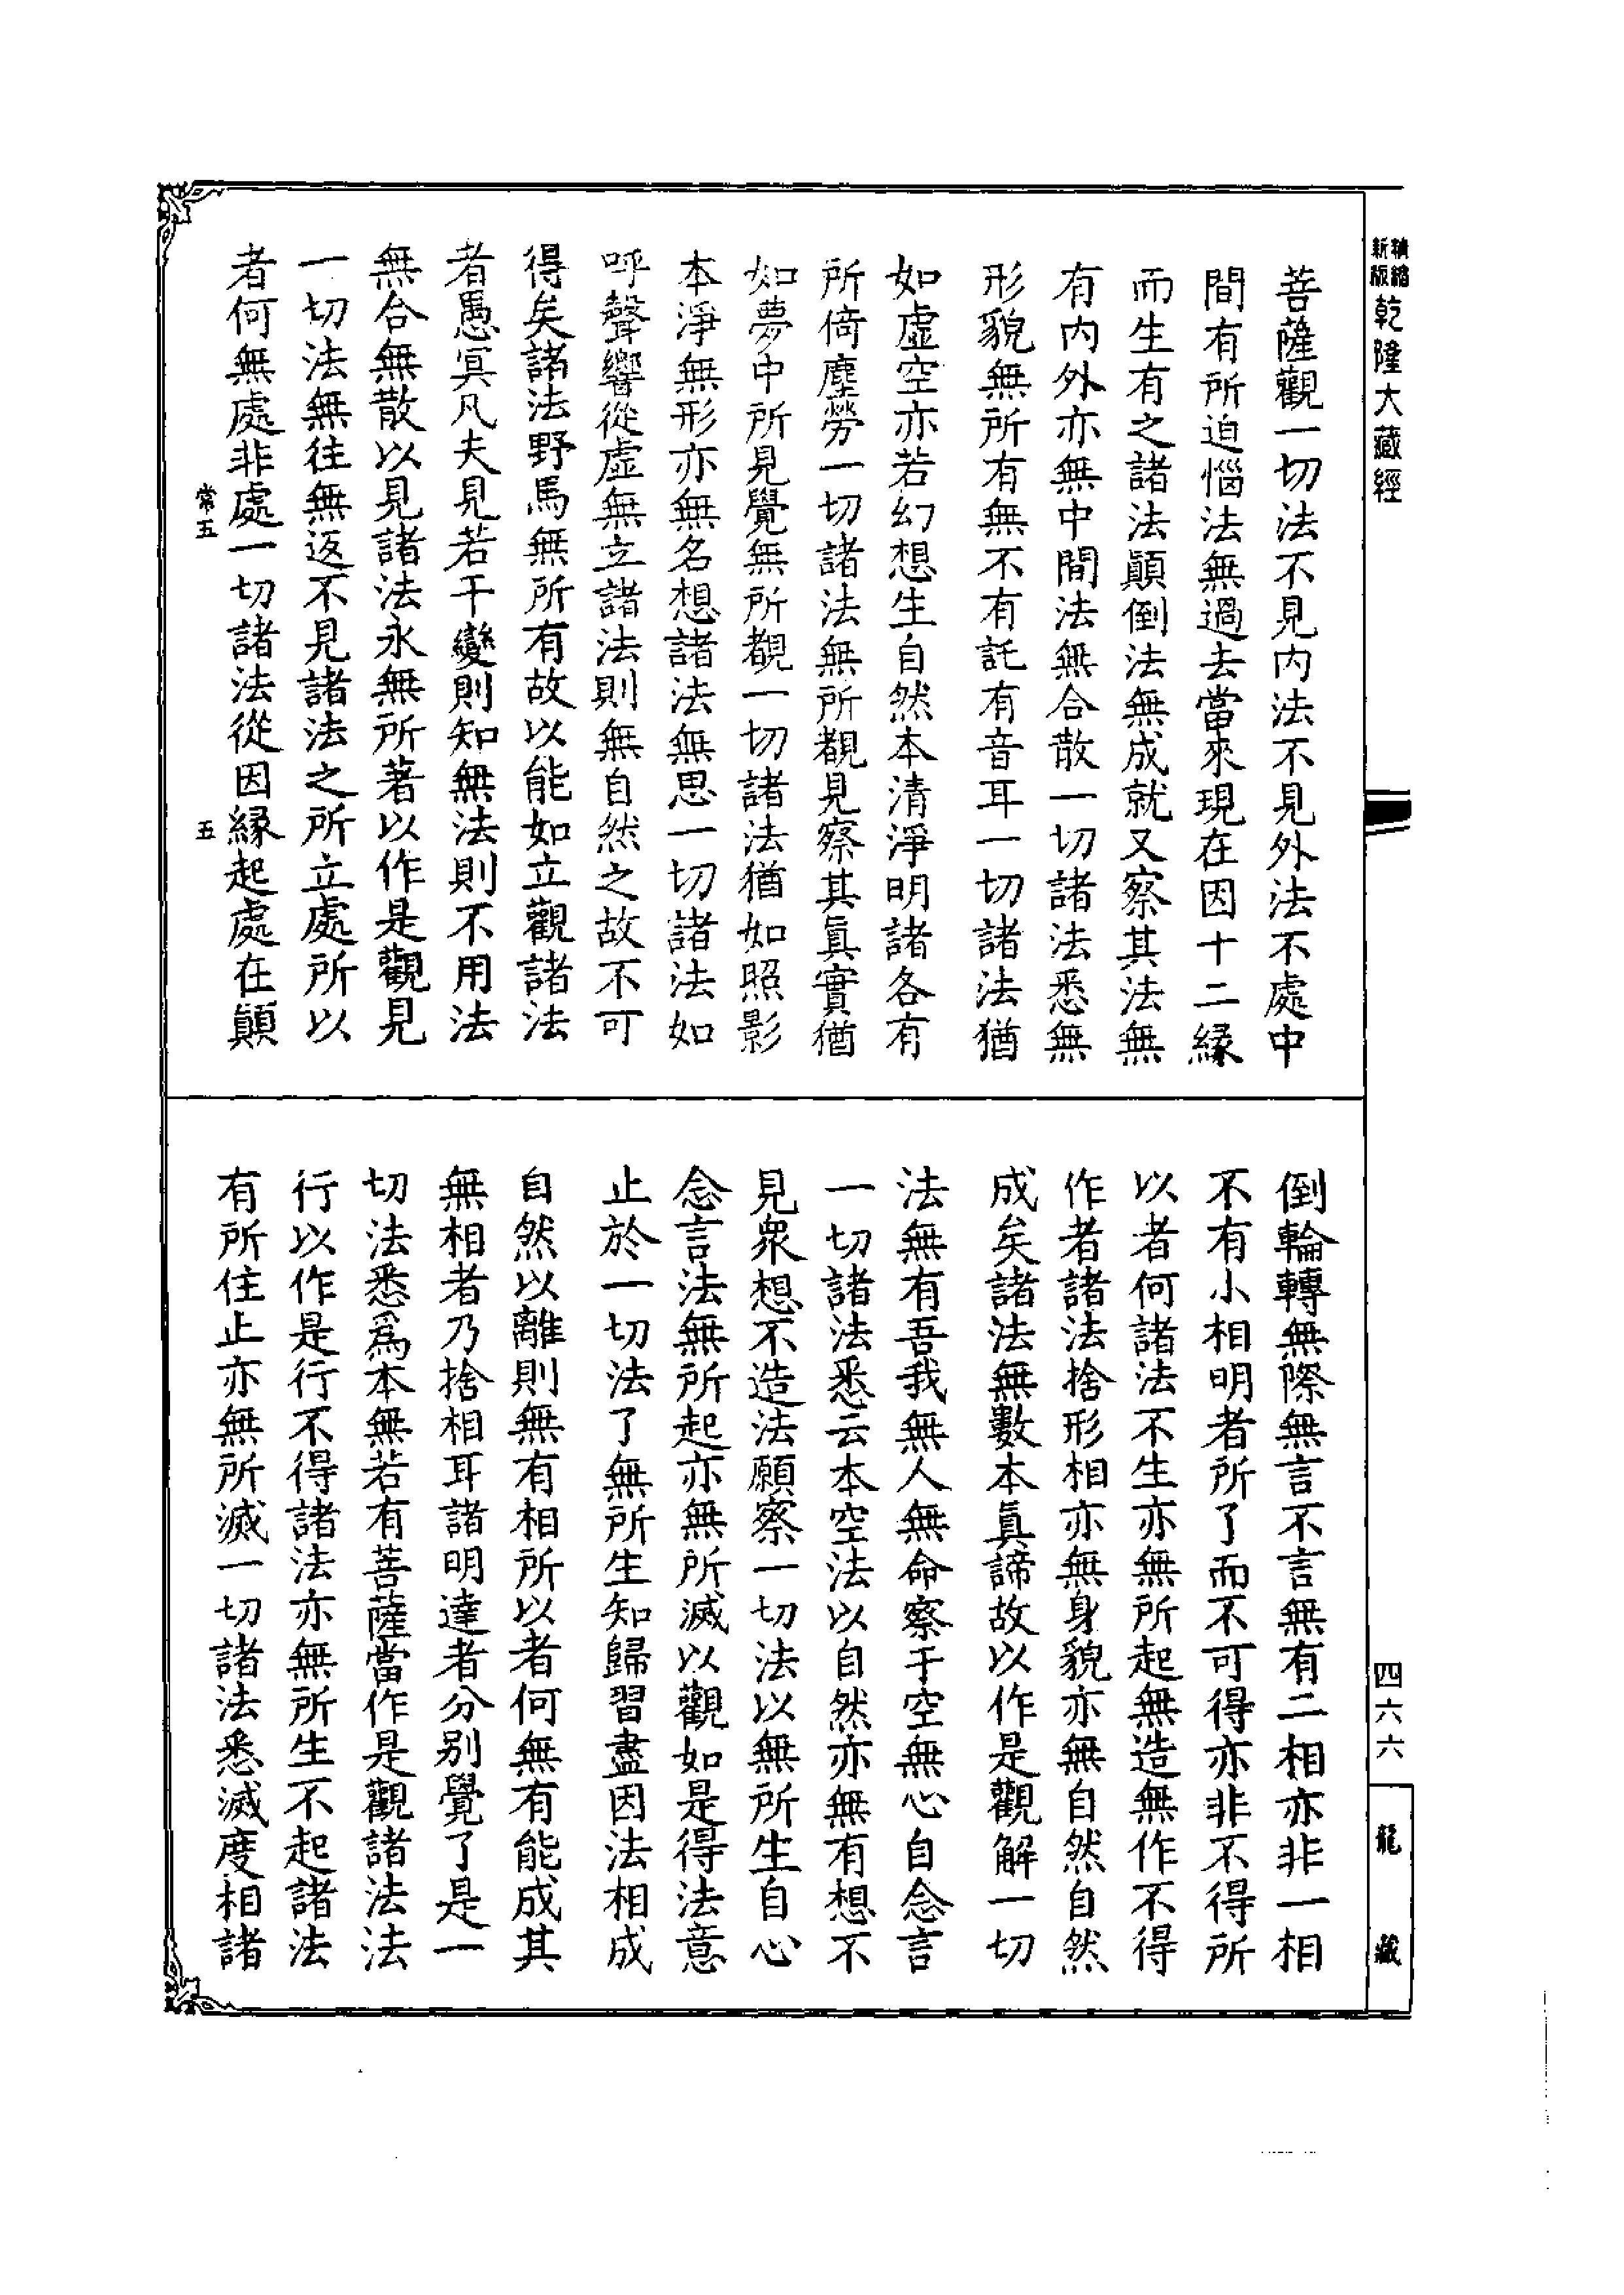 精縮新版乾隆大藏經
菩薩觀一切法不見内法不見外法不處中
間有所迫惱法無過去當來現在因十二緣
而生有之諸法顛倒法無成就又察其法無
有内外亦無中間法無合散一切諸法悉無
形貌無所有無不有託有音耳一切諸法猶
如虛空亦若幻想生自然本清淨明諸各有
所倚塵勞一切諸法無所覩見察其眞實猶
如夢中所見覺無所覩一切諸法猶如照影
本淨無形亦無名想諸法無思一切諸法如
呼聲響從虛無立諸法則無自然之故不可
得矣諸法野馬無所有故以能如立觀諸法
者愚冥凡夫見若干變則知無法則不用法
無合無散以見諸法永無所著以作是觀見
一切法無往無返不見諸法之所立處所以
者何無處非處一切諸法從因緣起處在顛
常五
五
倒輪轉無際無言不言無有二相亦非一相
不有小相明者所了而不可得亦非不得所
以者何諸法不生亦無所起無造無作不得
作者諸法捨形相亦無身貌亦無自然自然
成矣諸法無數本眞諦故以作是觀解一切
法無有吾我無人無命察于空無心自念言
一切諸法悉云本空法以自然亦無有想不
見衆想不造法願察一切法以無所生自心
念言法無所起亦無所滅以觀如是得法意
止於一切法了無所生知歸習盡因法相成
自然以離則無有相所以者何無有能成其
無相者乃捨相耳諸明達者分別覺了是一
切法悉爲本無若有菩薩當作是觀諸法法
行以作是行不得諸法亦無所生不起諸法
有所住止亦無所滅一切諸法悉滅度相諸
四六六
龍藏